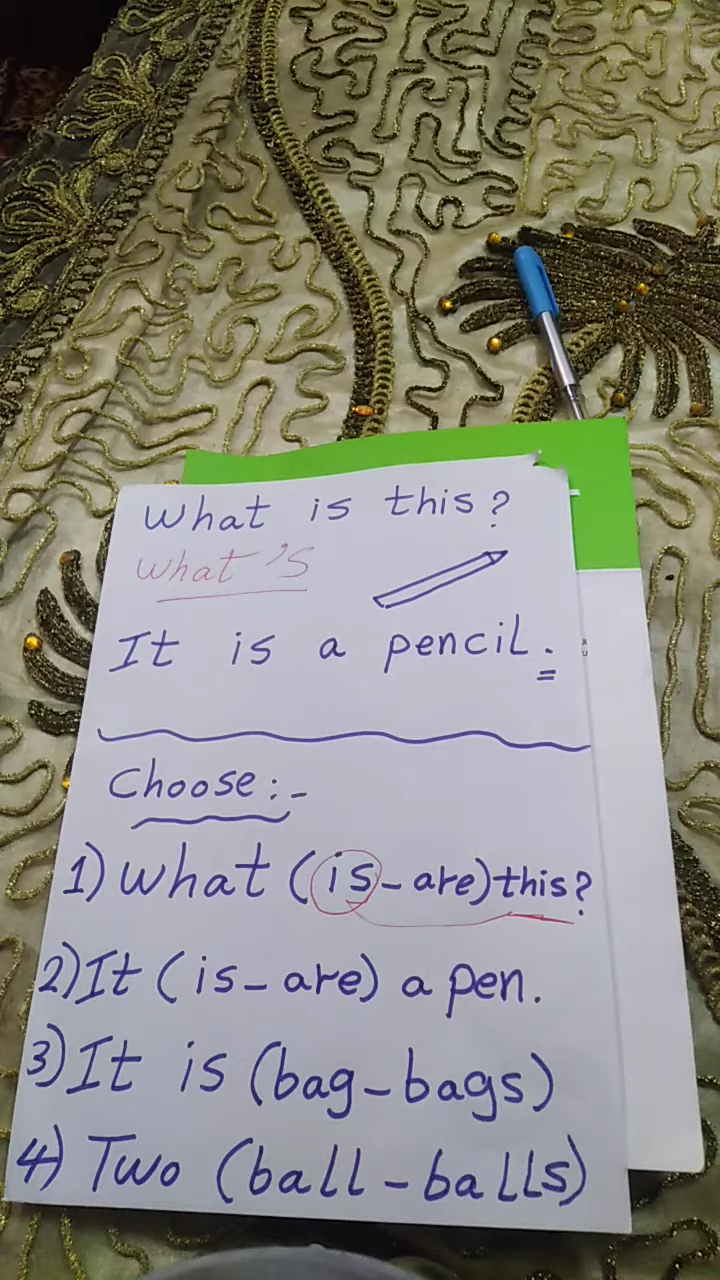 What is this?
What's
It is a pencil.
Choose:-
1) What (is - are) this?
2) It (is - are) a pen.
3) It is (bag - bags)
4) Two (ball - balls)